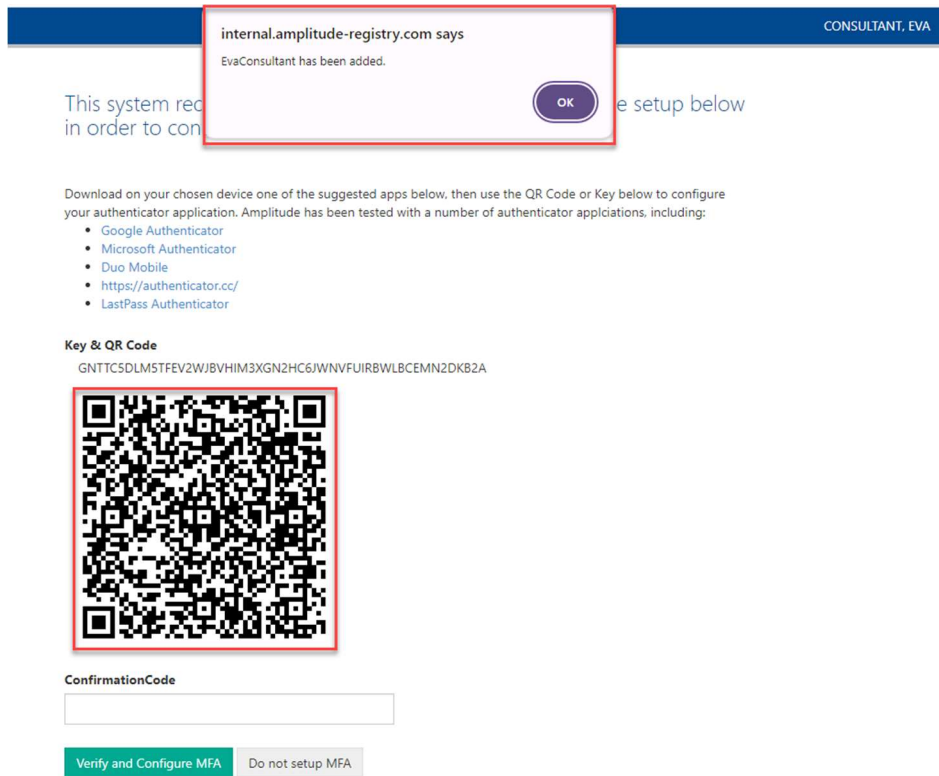 CONSULTANT, EVA
internal.amplitude-registry.com says
EvaConsultant has been added.
OK
This system rec
e setup below
in order to con
Download on your chosen device one of the suggested apps below, then use the QR Code or Key below to configure
your authenticator application. Amplitude has been tested with a number of authenticator applciations, including:
Google Authenticator
Microsoft Authenticator
Duo Mobile
https://authenticator.cc/
LastPass Authenticator
Key & QR Code
GNTTC5DLM5TFEV2WJBVHIM3XGN2HC6JWNVFUIRBWLBCEMN2DKB2A
ConfirmationCode
Verify and Configure MFA
Do not setup MFA